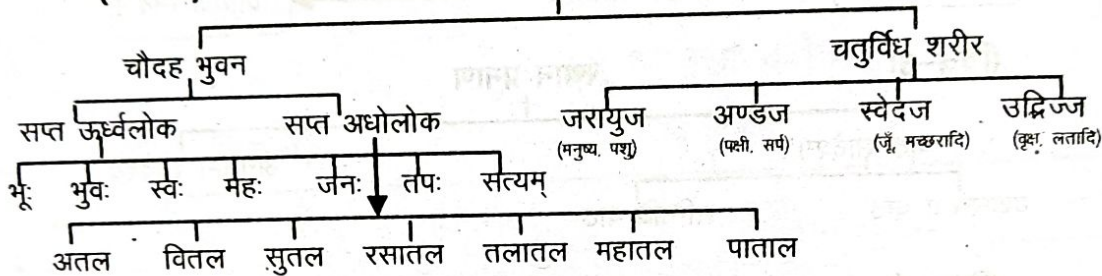 चौदह भुवन चतुर्विध शरीर
सप्त ऊर्ध्वलोक सप्त अधोलोक जरायुज अण्डज स्वेदज उद्भिज्ज
(मनुष्य, पशु) (पक्षी, सर्प) (जूँ, मच्छरादि) (वृक्ष, लतादि)
भूः भुवः स्वः महः जनः तपः सत्यम्
अतल वितल सुतल रसातल तलातल महातल पाताल